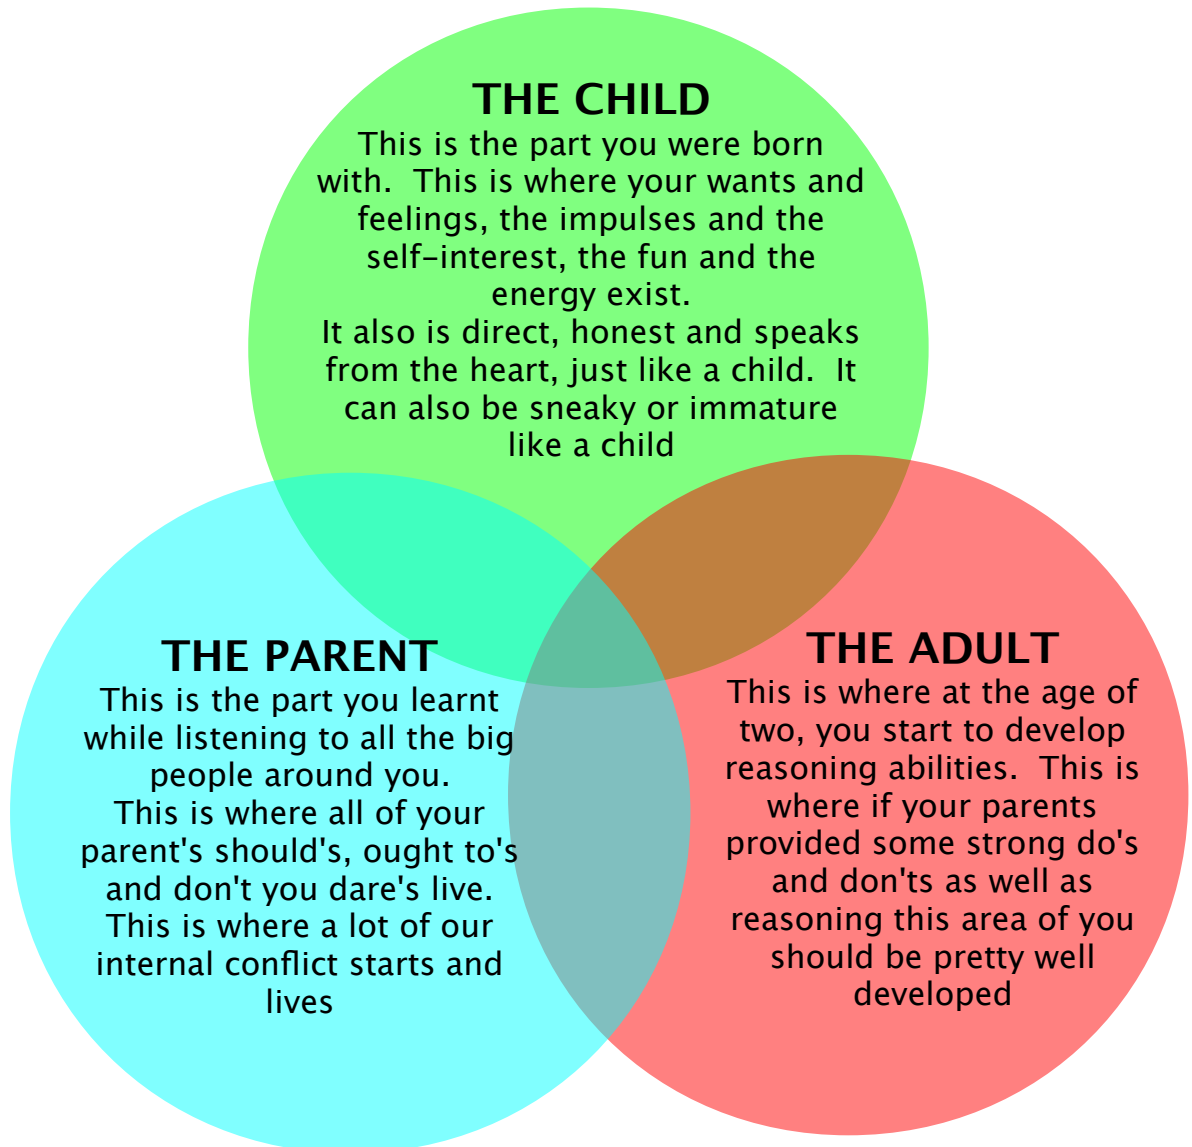 THE CHILD
This is the part you were born
with.  This is where your wants and
feelings, the impulses and the
self-interest, the fun and the
energy exist.
It also is direct, honest and speaks
from the heart, just like a child.  It
can also be sneaky or immature
like a child
THE PARENT
This is the part you learnt
while listening to all the big
people around you.
This is where all of your
parent's should's, ought to's
and don't you dare's live.
This is where a lot of our
internal conflict starts and
lives
THE ADULT
This is where at the age of
two, you start to develop
reasoning abilities.  This is
where if your parents
provided some strong do's
and don'ts as well as
reasoning this area of you
should be pretty well
developed